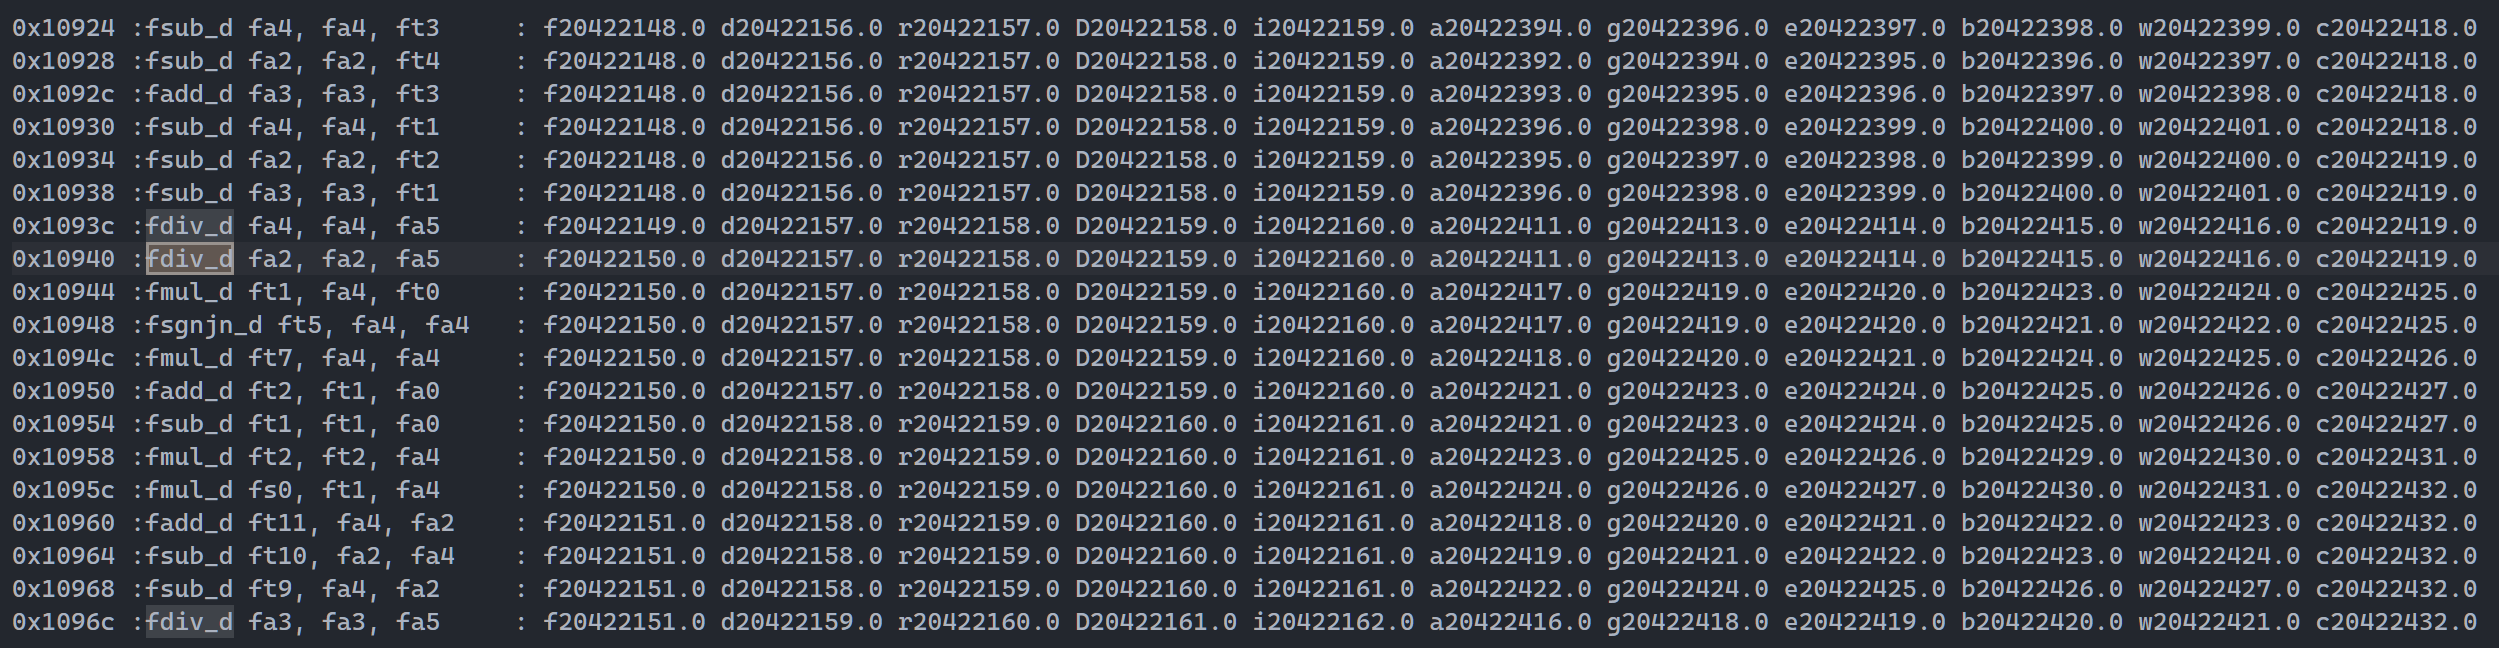 0x10924 :fsub_d fa4, fa4, ft3     : f20422148.0 d20422156.0 r20422157.0 D20422158.0 i20422159.0 a20422394.0 g20422396.0 e20422397.0 b20422398.0 w20422399.0 c20422418.0
0x10928 :fsub_d fa2, fa2, ft4     : f20422148.0 d20422156.0 r20422157.0 D20422158.0 i20422159.0 a20422392.0 g20422394.0 e20422395.0 b20422396.0 w20422397.0 c20422418.0
0x1092c :fadd_d fa3, fa3, ft3     : f20422148.0 d20422156.0 r20422157.0 D20422158.0 i20422159.0 a20422393.0 g20422395.0 e20422396.0 b20422397.0 w20422398.0 c20422418.0
0x10930 :fsub_d fa4, fa4, ft1     : f20422148.0 d20422156.0 r20422157.0 D20422158.0 i20422159.0 a20422396.0 g20422398.0 e20422399.0 b20422400.0 w20422401.0 c20422418.0
0x10934 :fsub_d fa2, fa2, ft2     : f20422148.0 d20422156.0 r20422157.0 D20422158.0 i20422159.0 a20422395.0 g20422397.0 e20422398.0 b20422399.0 w20422400.0 c20422419.0
0x10938 :fsub_d fa3, fa3, ft1     : f20422148.0 d20422156.0 r20422157.0 D20422158.0 i20422159.0 a20422396.0 g20422398.0 e20422399.0 b20422400.0 w20422401.0 c20422419.0
0x1093c :fdiv_d fa4, fa4, fa5     : f20422149.0 d20422157.0 r20422158.0 D20422159.0 i20422160.0 a20422411.0 g20422413.0 e20422414.0 b20422415.0 w20422416.0 c20422419.0
0x10940 :fdiv_d fa2, fa2, fa5     : f20422150.0 d20422157.0 r20422158.0 D20422159.0 i20422160.0 a20422411.0 g20422413.0 e20422414.0 b20422415.0 w20422416.0 c20422419.0
0x10944 :fmul_d ft1, fa4, ft0     : f20422150.0 d20422157.0 r20422158.0 D20422159.0 i20422160.0 a20422417.0 g20422419.0 e20422420.0 b20422423.0 w20422424.0 c20422425.0
0x10948 :fsgnjn_d ft5, fa4, fa4   : f20422150.0 d20422157.0 r20422158.0 D20422159.0 i20422160.0 a20422417.0 g20422419.0 e20422420.0 b20422421.0 w20422422.0 c20422425.0
0x1094c :fmul_d ft7, fa4, fa4     : f20422150.0 d20422157.0 r20422158.0 D20422159.0 i20422160.0 a20422418.0 g20422420.0 e20422421.0 b20422424.0 w20422425.0 c20422426.0
0x10950 :fadd_d ft2, ft1, fa0     : f20422150.0 d20422157.0 r20422158.0 D20422159.0 i20422160.0 a20422421.0 g20422423.0 e20422424.0 b20422425.0 w20422426.0 c20422427.0
0x10954 :fsub_d ft1, ft1, fa0     : f20422150.0 d20422158.0 r20422159.0 D20422160.0 i20422161.0 a20422421.0 g20422423.0 e20422424.0 b20422425.0 w20422426.0 c20422427.0
0x10958 :fmul_d ft2, ft2, fa4     : f20422150.0 d20422158.0 r20422159.0 D20422160.0 i20422161.0 a20422423.0 g20422425.0 e20422426.0 b20422429.0 w20422430.0 c20422431.0
0x1095c :fmul_d fs0, ft1, fa4     : f20422150.0 d20422158.0 r20422159.0 D20422160.0 i20422161.0 a20422424.0 g20422426.0 e20422427.0 b20422430.0 w20422431.0 c20422432.0
0x10960 :fadd_d ft11, fa4, fa2    : f20422151.0 d20422158.0 r20422159.0 D20422160.0 i20422161.0 a20422418.0 g20422420.0 e20422421.0 b20422422.0 w20422423.0 c20422432.0
0x10964 :fsub_d ft10, fa2, fa4    : f20422151.0 d20422158.0 r20422159.0 D20422160.0 i20422161.0 a20422419.0 g20422421.0 e20422422.0 b20422423.0 w20422424.0 c20422432.0
0x10968 :fsub_d ft9, fa4, fa2     : f20422151.0 d20422158.0 r20422159.0 D20422160.0 i20422161.0 a20422422.0 g20422424.0 e20422425.0 b20422426.0 w20422427.0 c20422432.0
0x1096c :fdiv_d fa3, fa3, fa5     : f20422151.0 d20422159.0 r20422160.0 D20422161.0 i20422162.0 a20422416.0 g20422418.0 e20422419.0 b20422420.0 w20422421.0 c20422432.0